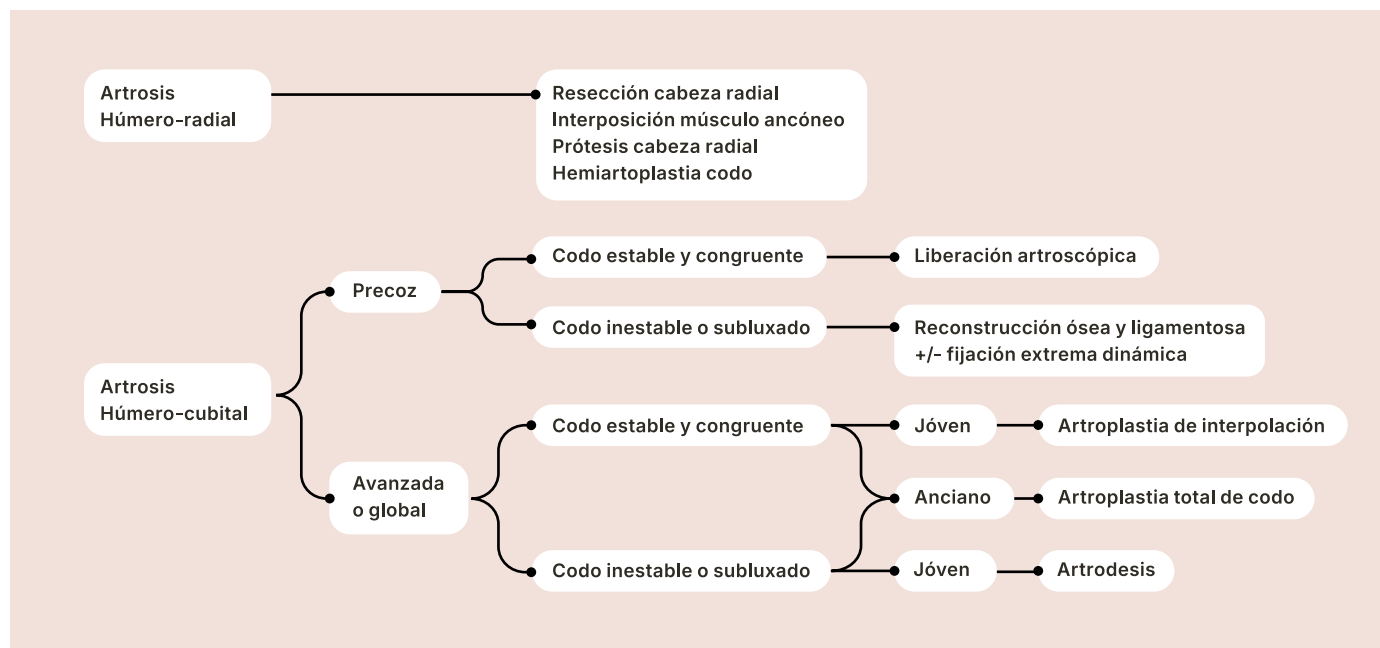 Artrosis
Húmero-radial
Resección cabeza radial
Interposición músculo ancóneo
Prótesis cabeza radial
Hemiartoplastia codo
Artrosis
Húmero-cubital
Precoz
Codo estable y congruente
Liberación artroscópica
Codo inestable o subluxado
Reconstrucción ósea y ligamentosa
+/- fijación extrema dinámica
Avanzada
o global
Codo estable y congruente
Jóven
Artroplastia de interpolación
Anciano
Artroplastia total de codo
Codo inestable o subluxado
Jóven
Artrodesis